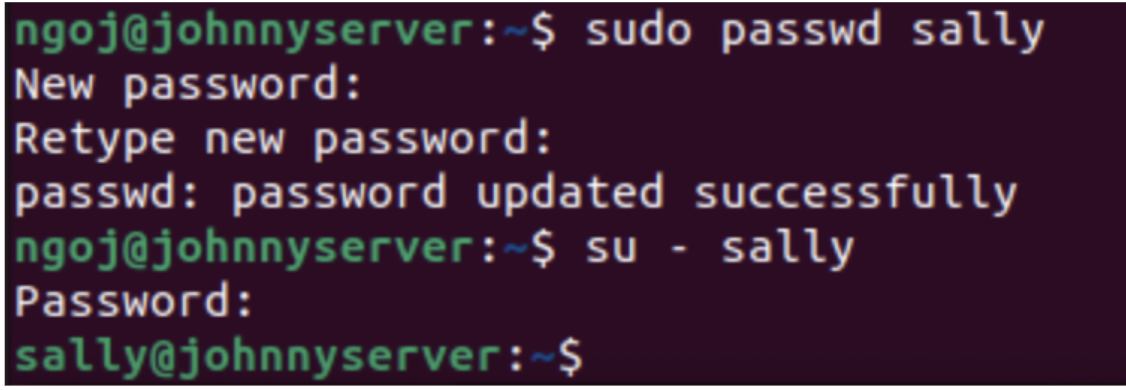 ngoj@johnnyserver:~$ sudo passwd sally
New password:
Retype new password:
passwd: password updated successfully
ngoj@johnnyserver:~$ su - sally
Password:
sally@johnnyserver:~$